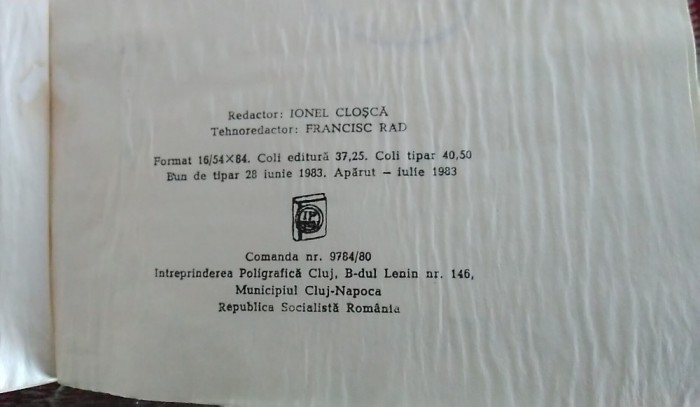 Redactor: IONEL CLOŞCĂ
Tehnoredactor: FRANCISC RAD
Format 16/54×84. Coli editură 37,25. Coli tipar 40,50
Bun de tipar 28 iunie 1983. Apărut — iulie 1983
Comanda nr. 9784/80
Intreprinderea Poligrafică Cluj, B-dul Lenin nr. 146,
Municipiul Cluj-Napoca
Republica Socialistă România